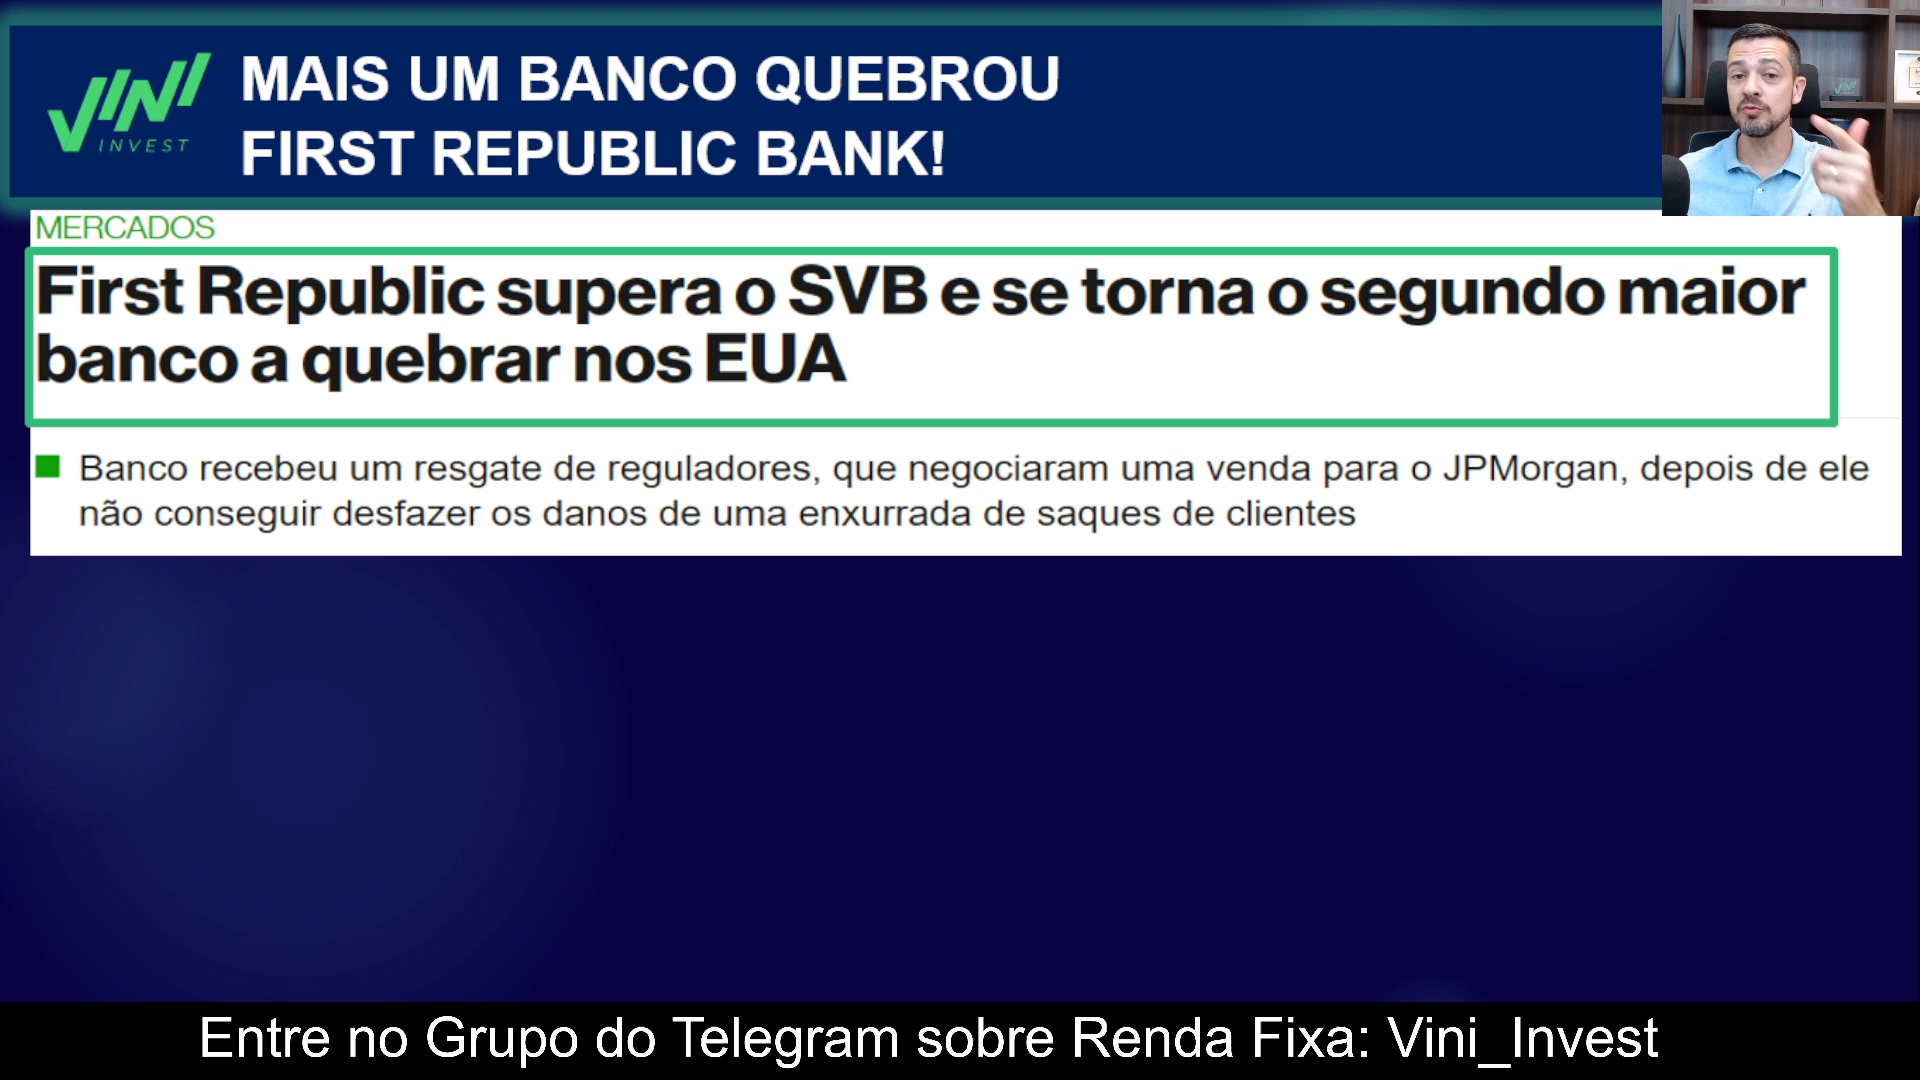 VINI
INVEST
MAIS UM BANCO QUEBROU
FIRST REPUBLIC BANK!
MERCADOS
First Republic supera o SVB e se torna o segundo maior
banco a quebrar nos EUA
Banco recebeu um resgate de reguladores, que negociaram uma venda para o JPMorgan, depois de ele
não conseguir desfazer os danos de uma enxurrada de saques de clientes
Entre no Grupo do Telegram sobre Renda Fixa: Vini_Invest